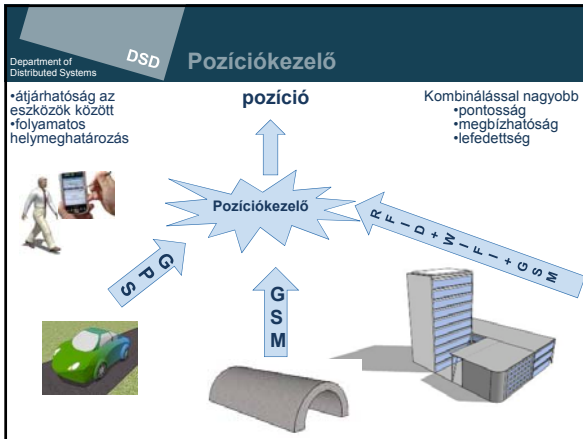 Department of
Distributed Systems
DSD
Pozíciókezelő
•átjárhatóság az
eszközök között
•folyamatos
helymeghatározás
pozíció
Kombinálással nagyobb
•pontosság
•megbízhatóság
•lefedettség
Pozíciókezelő
GPS
GSM
RFID+WIFI+GSM